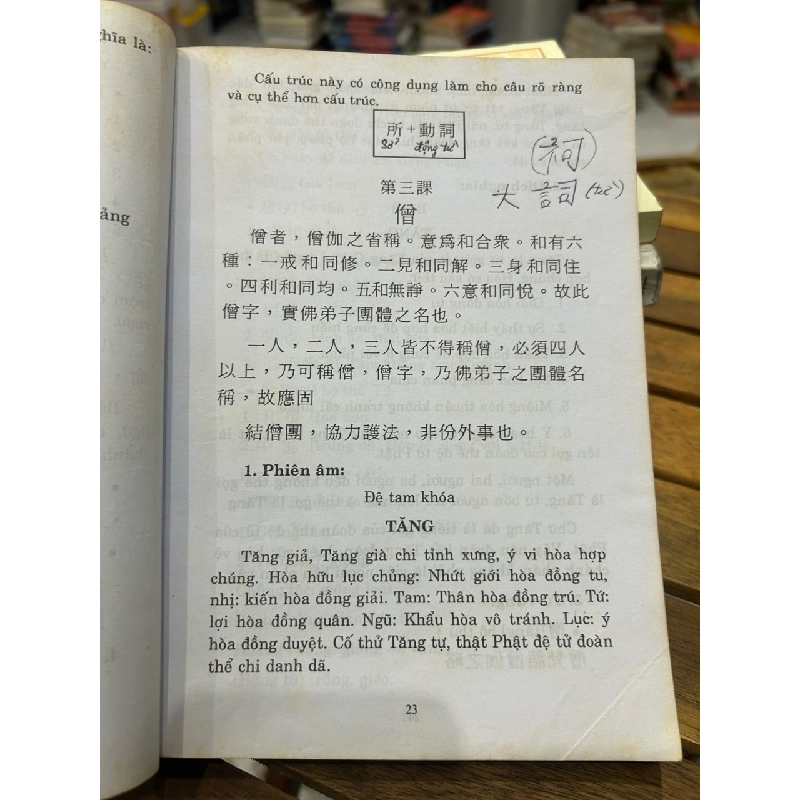 ghĩa là:
ảng
Cấu trúc này có công dụng làm cho câu rõ ràng
và cụ thể hơn cấu trúc.
所 + 動詞
Sở động từ
(祠)
大 詞 (từ)
第三課
僧
僧者，僧伽之省稱。意爲和合衆。和有六
種：一戒和同修。二見和同解。三身和同住
。四利和同均。五和無諍。六意和同悅。故此
僧字，實佛弟子團體之名也。
一人，二人，三人皆不得稱僧，必須四人
以上，乃可稱僧，僧字，乃佛弟子之團體名
稱，故應固
結僧團，協力護法，非份外事也。
1. Phiên âm:
Đệ tam khóa
TĂNG
Tăng giả, Tăng già chi tỉnh xưng, ý vi hòa hợp
chúng. Hòa hữu lục chủng: Nhứt giới hòa đồng tu,
nhị: kiến hòa đồng giải. Tam: Thân hòa đồng trú. Tứ:
lợi hòa đồng quân. Ngũ: Khẩu hòa vô tránh. Lục: ý
hòa đồng duyệt. Cố thử Tăng tự, thật Phật đệ tử đoàn
thể chi danh dã.
23